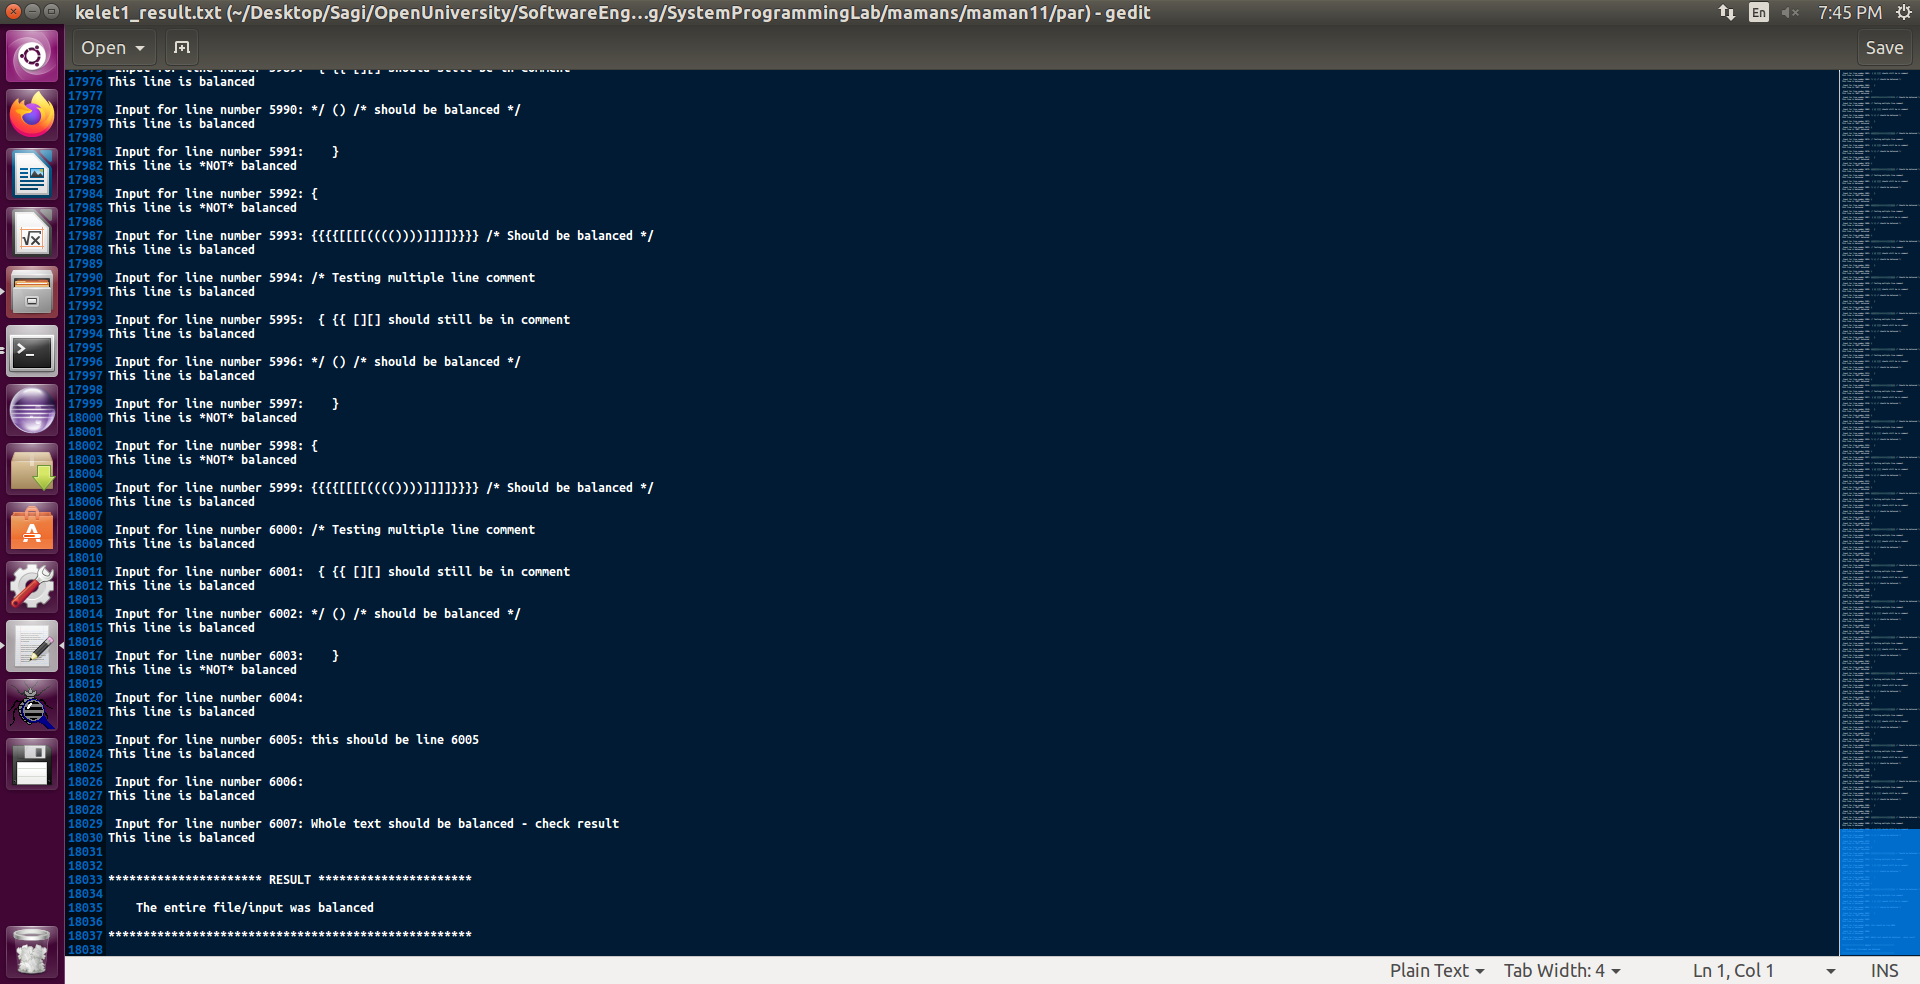 kelet1_result.txt (~/Desktop/Sagi/OpenUniversity/SoftwareEng...g/SystemProgrammingLab/mamans/maman11/par) - gedit
En
7:45 PM
Open
Save
Input for line number 5989:  { {{ [][] should still be in comment
17976 This line is balanced
17977
17978  Input for line number 5990: */ () /* should be balanced */
17979 This line is balanced
17980
17981  Input for line number 5991:    }
17982 This line is *NOT* balanced
17983
17984  Input for line number 5992: {
17985 This line is *NOT* balanced
17986
17987  Input for line number 5993: {{{{[[[[(((())))]]]]}}}} /* Should be balanced */
17988 This line is balanced
17989
17990  Input for line number 5994: /* Testing multiple line comment
17991 This line is balanced
17992
17993  Input for line number 5995:  { {{ [][] should still be in comment
17994 This line is balanced
17995
17996  Input for line number 5996: */ () /* should be balanced */
17997 This line is balanced
17998
17999  Input for line number 5997:    }
18000 This line is *NOT* balanced
18001
18002  Input for line number 5998: {
18003 This line is *NOT* balanced
18004
18005  Input for line number 5999: {{{{[[[[(((())))]]]]}}}} /* Should be balanced */
18006 This line is balanced
18007
18008  Input for line number 6000: /* Testing multiple line comment
18009 This line is balanced
18010
18011  Input for line number 6001:  { {{ [][] should still be in comment
18012 This line is balanced
18013
18014  Input for line number 6002: */ () /* should be balanced */
18015 This line is balanced
18016
18017  Input for line number 6003:    }
18018 This line is *NOT* balanced
18019
18020  Input for line number 6004:
18021 This line is balanced
18022
18023  Input for line number 6005: this should be line 6005
18024 This line is balanced
18025
18026  Input for line number 6006:
18027 This line is balanced
18028
18029  Input for line number 6007: Whole text should be balanced - check result
18030 This line is balanced
18031
18032
18033 ********************** RESULT **********************
18034
18035     The entire file/input was balanced
18036
18037 ****************************************************
18038
Plain Text
Tab Width: 4
Ln 1, Col 1
INS